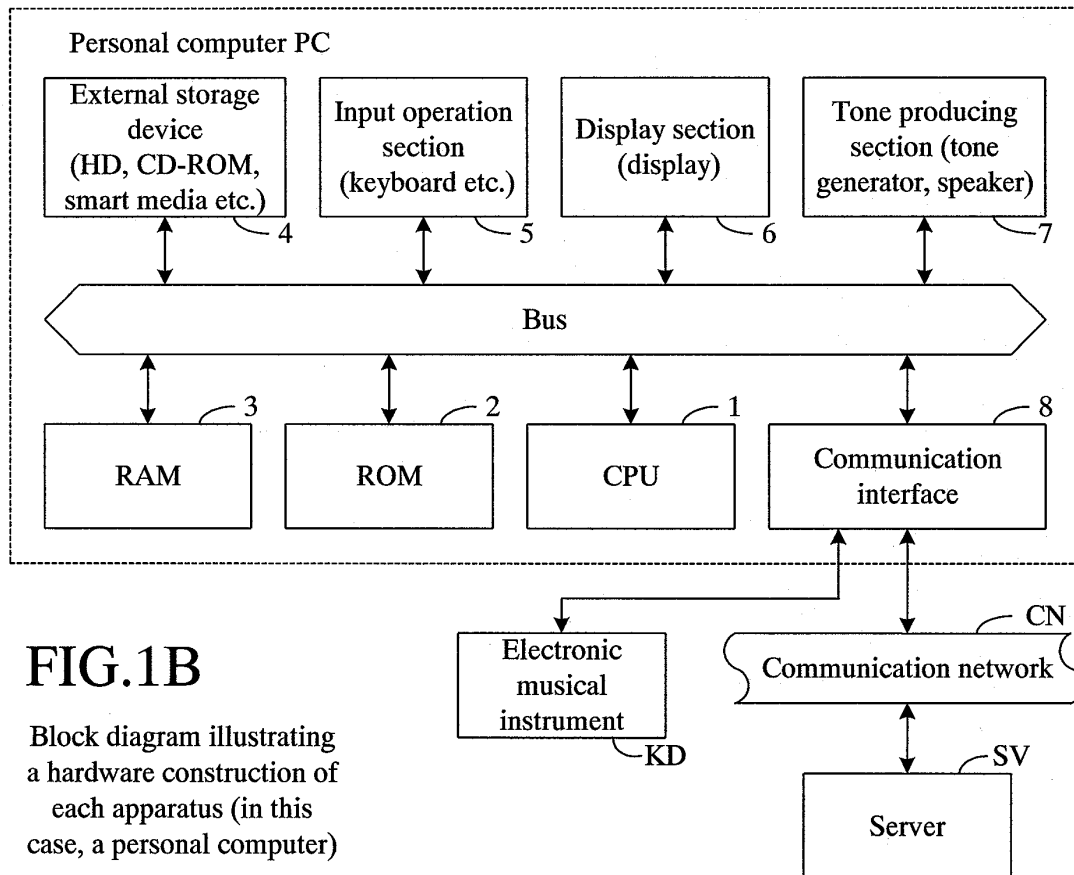 Personal computer PC
External storage
device
(HD, CD-ROM,
smart media etc.)
4
Input operation
section
(keyboard etc.)
5
Display section
(display)
6
Tone producing
section (tone
generator, speaker)
7
Bus
3
RAM
2
ROM
1
CPU
8
Communication
interface
CN
Communication network
Electronic
musical
instrument
KD
SV
Server
FIG.1B
Block diagram illustrating
a hardware construction of
each apparatus (in this
case, a personal computer)